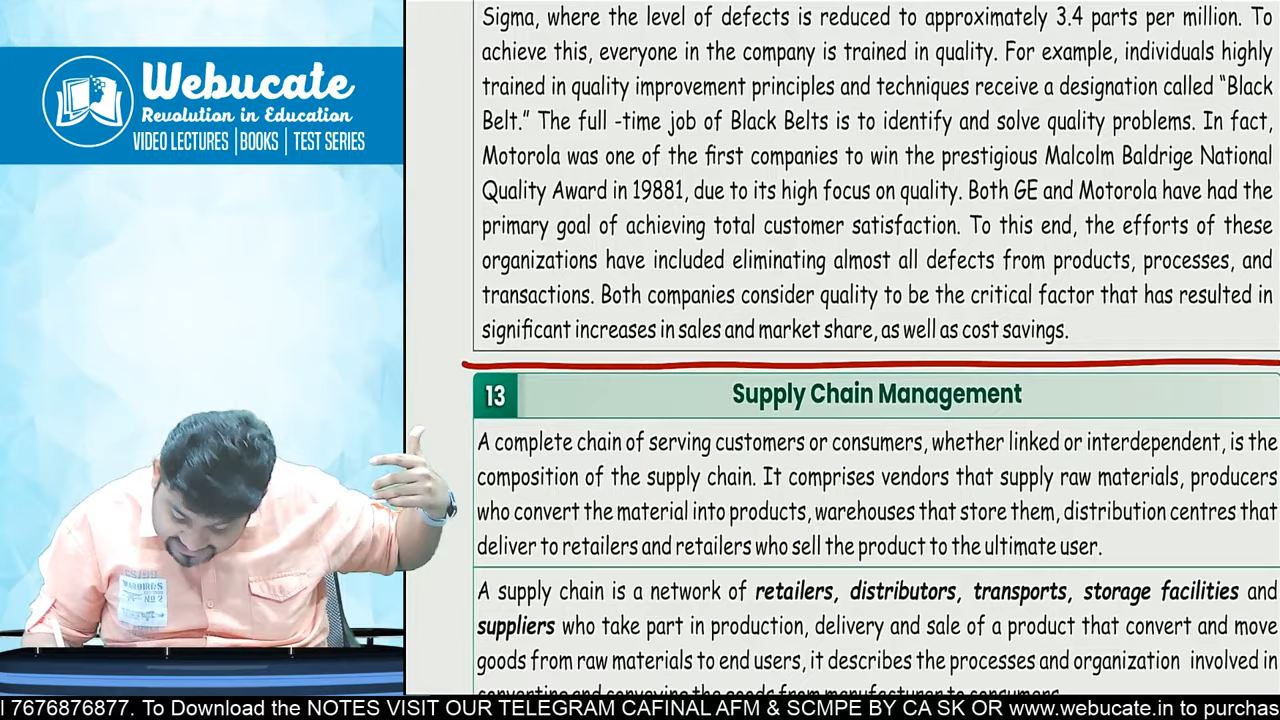 Webucate
Revolution in Education
VIDEO LECTURES | BOOKS | TEST SERIES
Sigma, where the level of defects is reduced to approximately 3.4 parts per million. To
achieve this, everyone in the company is trained in quality. For example, individuals highly
trained in quality improvement principles and techniques receive a designation called “Black
Belt.” The full -time job of Black Belts is to identify and solve quality problems. In fact,
Motorola was one of the first companies to win the prestigious Malcolm Baldrige National
Quality Award in 19881, due to its high focus on quality. Both GE and Motorola have had the
primary goal of achieving total customer satisfaction. To this end, the efforts of these
organizations have included eliminating almost all defects from products, processes, and
transactions. Both companies consider quality to be the critical factor that has resulted in
significant increases in sales and market share, as well as cost savings.
13 Supply Chain Management
A complete chain of serving customers or consumers, whether linked or interdependent, is the
composition of the supply chain. It comprises vendors that supply raw materials, producers
who convert the material into products, warehouses that store them, distribution centres that
deliver to retailers and retailers who sell the product to the ultimate user.
A supply chain is a network of retailers, distributors, transports, storage facilities and
suppliers who take part in production, delivery and sale of a product that convert and move
goods from raw materials to end users, it describes the processes and organization involved in
converting and conveying the goods from manufacturer to consumers.
l 7676876877. To Download the NOTES VISIT OUR TELEGRAM CAFINAL AFM & SCMPE BY CA SK OR www.webucate.in to purchas